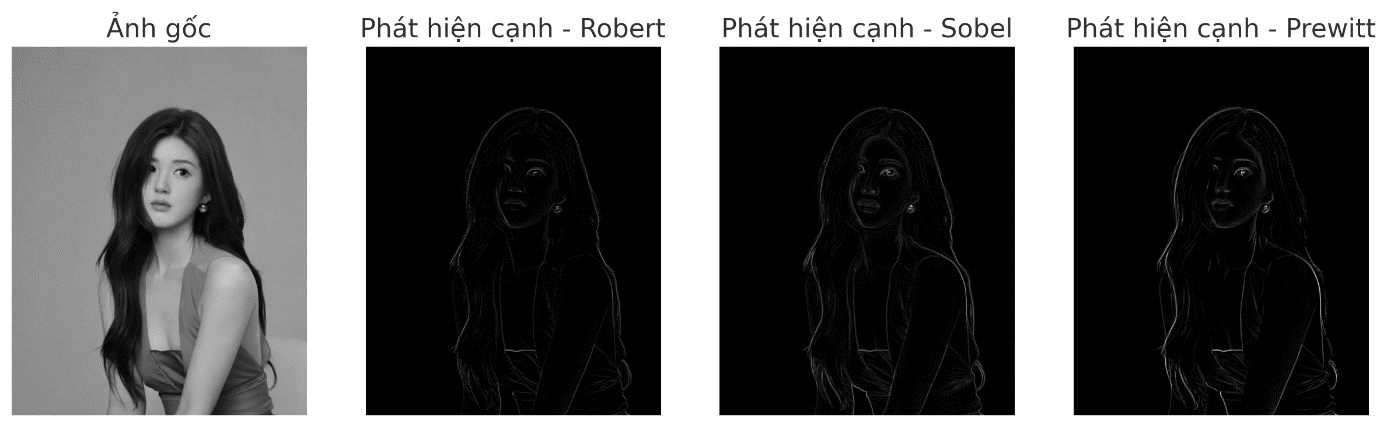 Ảnh gốc
Phát hiện cạnh - Robert
Phát hiện cạnh - Sobel
Phát hiện cạnh - Prewitt